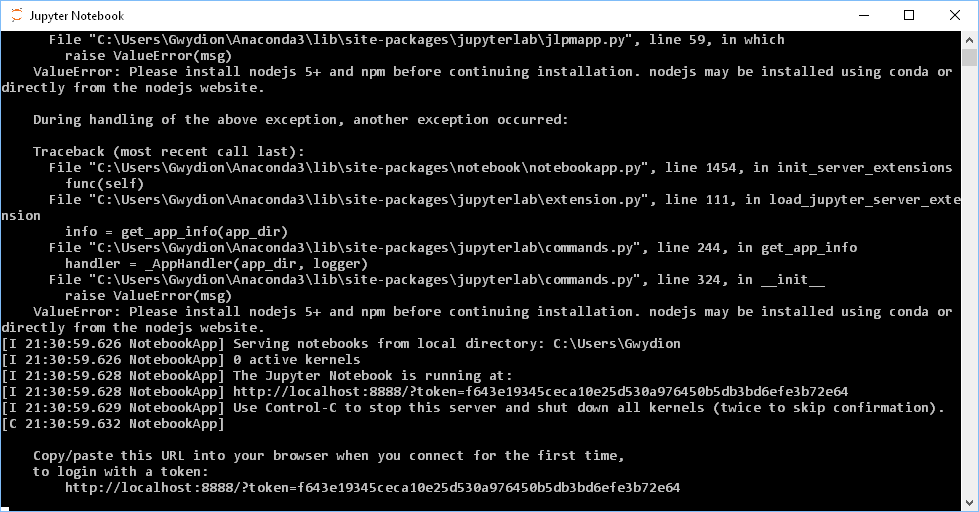 Jupyter Notebook
File "C:\Users\Gwydion\Anaconda3\lib\site-packages\jupyterlab\jlpmapp.py", line 59, in which
raise ValueError(msg)
ValueError: Please install nodejs 5+ and npm before continuing installation. nodejs may be installed using conda or
directly from the nodejs website.
During handling of the above exception, another exception occurred:
Traceback (most recent call last):
File "C:\Users\Gwydion\Anaconda3\lib\site-packages\notebook\notebookapp.py", line 1454, in init_server_extensions
func(self)
File "C:\Users\Gwydion\Anaconda3\lib\site-packages\jupyterlab\extension.py", line 111, in load_jupyter_server_exte
nsion
info = get_app_info(app_dir)
File "C:\Users\Gwydion\Anaconda3\lib\site-packages\jupyterlab\commands.py", line 244, in get_app_info
handler = _AppHandler(app_dir, logger)
File "C:\Users\Gwydion\Anaconda3\lib\site-packages\jupyterlab\commands.py", line 324, in __init__
raise ValueError(msg)
ValueError: Please install nodejs 5+ and npm before continuing installation. nodejs may be installed using conda or
directly from the nodejs website.
[I 21:30:59.626 NotebookApp] Serving notebooks from local directory: C:\Users\Gwydion
[I 21:30:59.626 NotebookApp] 0 active kernels
[I 21:30:59.628 NotebookApp] The Jupyter Notebook is running at:
[I 21:30:59.628 NotebookApp] http://localhost:8888/?token=f643e19345ceca10e25d530a976450b5db3bd6efe3b72e64
[I 21:30:59.629 NotebookApp] Use Control-C to stop this server and shut down all kernels (twice to skip confirmation).
[C 21:30:59.632 NotebookApp]
Copy/paste this URL into your browser when you connect for the first time,
to login with a token:
http://localhost:8888/?token=f643e19345ceca10e25d530a976450b5db3bd6efe3b72e64